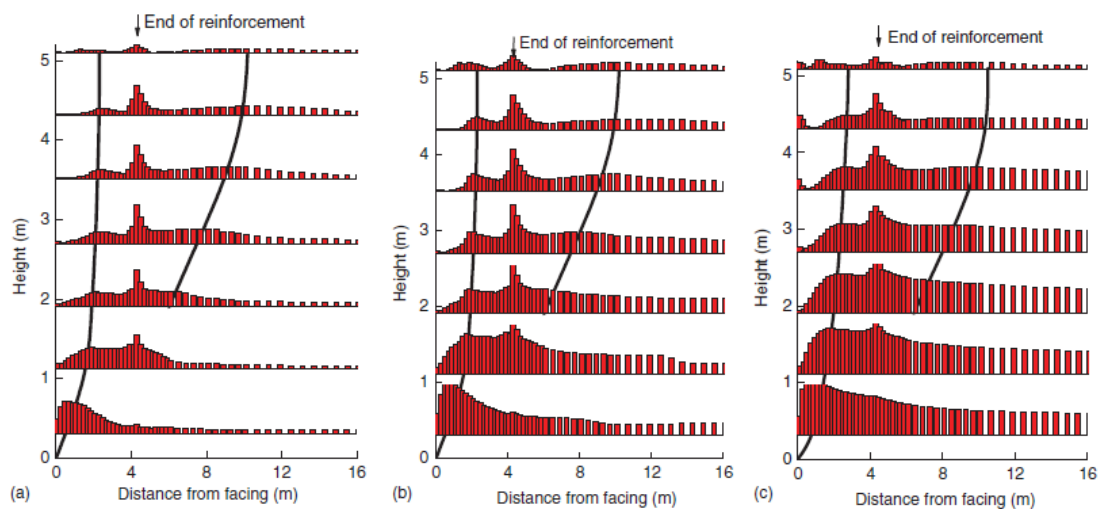 End of reinforcement
5
4
3
2
1
0
Height (m)
0 4 8 12 16
(a) Distance from facing (m)
End of reinforcement
5
4
3
2
1
0
Height (m)
0 4 8 12 16
(b) Distance from facing (m)
End of reinforcement
5
4
3
2
1
0
Height (m)
0 4 8 12 16
(c) Distance from facing (m)